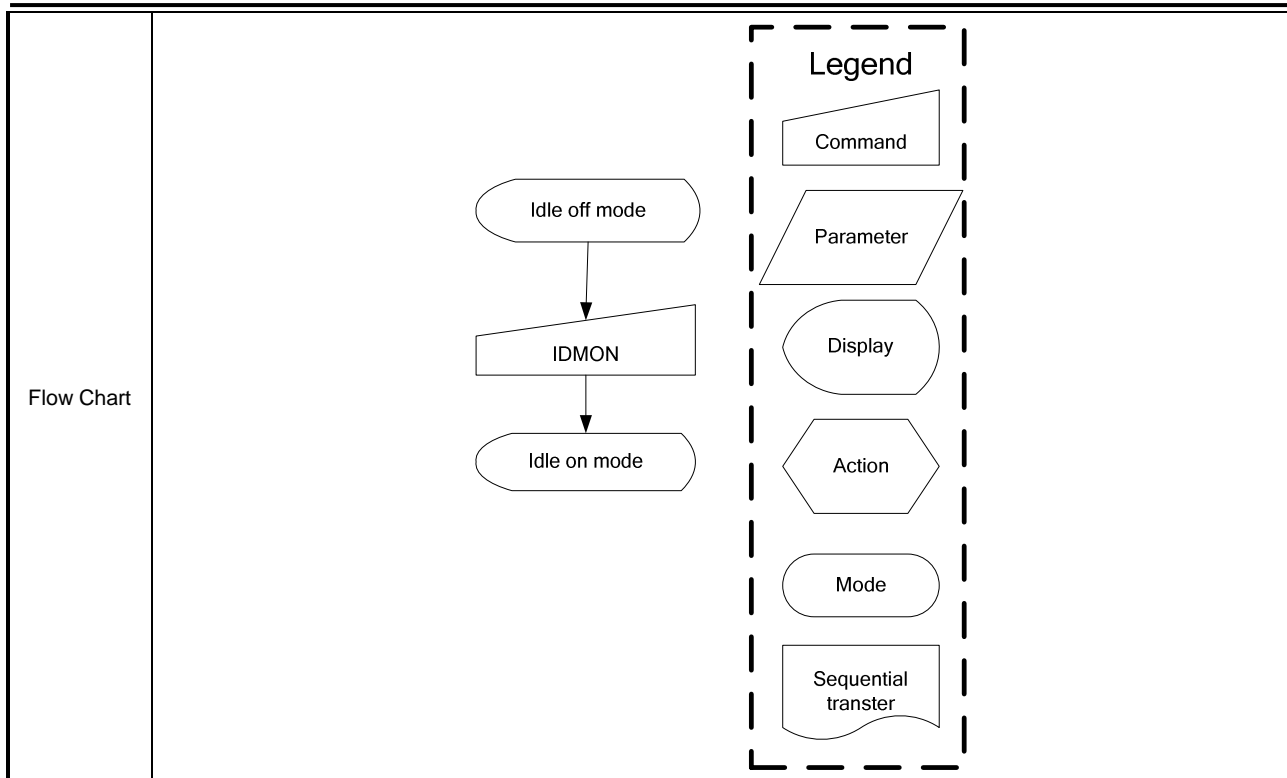 Flow Chart
Idle off mode
IDMON
Idle on mode
Legend
Command
Parameter
Display
Action
Mode
Sequential
transter